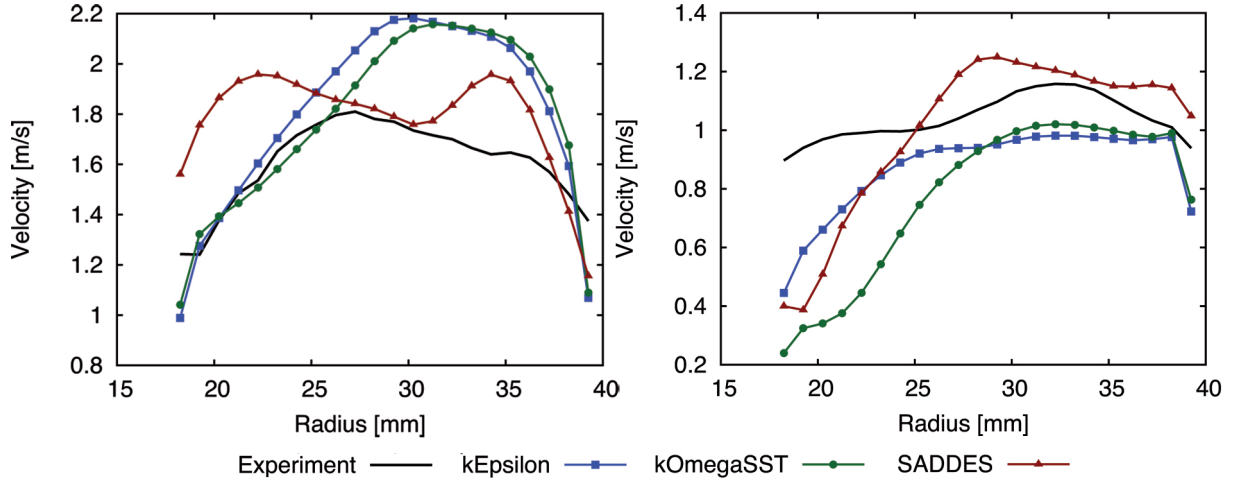 2.2
2
1.8
1.6
1.4
1.2
1
0.8
Velocity [m/s]
15 20 25 30 35 40
Radius [mm]
1.4
1.2
1
0.8
0.6
0.4
0.2
Velocity [m/s]
15 20 25 30 35 40
Radius [mm]
Experiment kEpsilon kOmegaSST SADDES